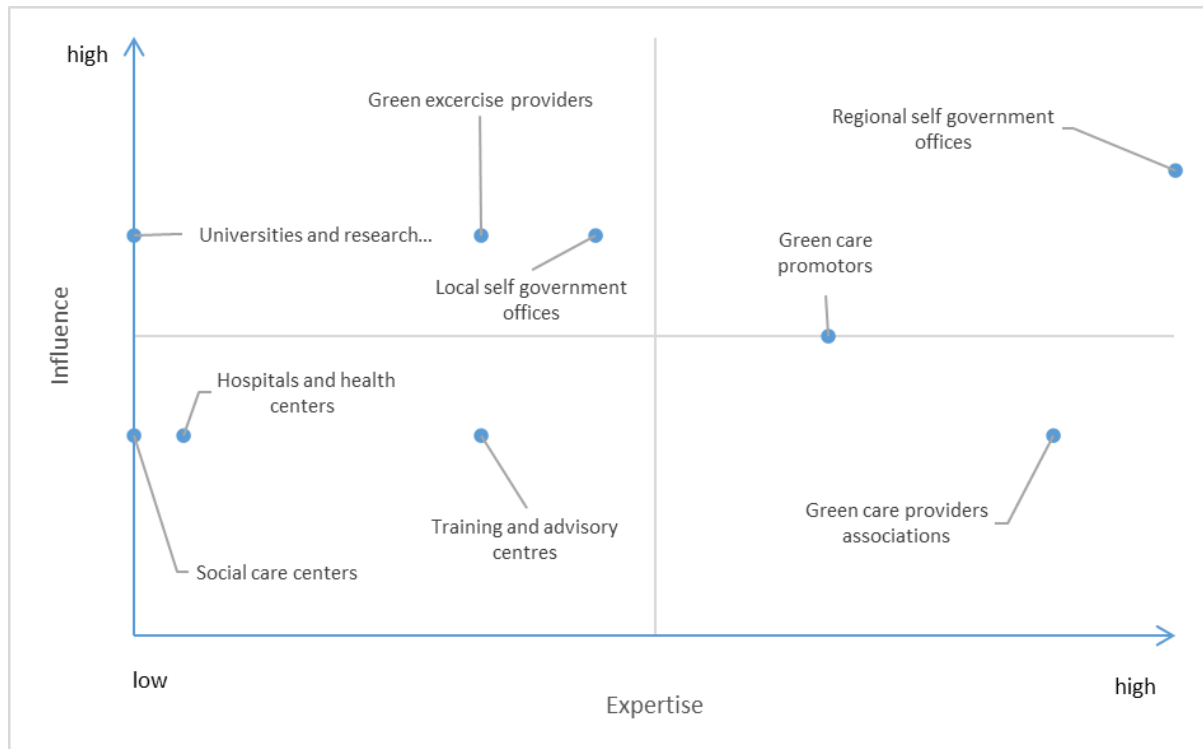 high
Green excercise providers
Regional self government
offices
Universities and research...
Green care
promotors
Local self government
offices
Influence
Hospitals and health
centers
Green care providers
associations
Training and advisory
centres
Social care centers
low
high
Expertise